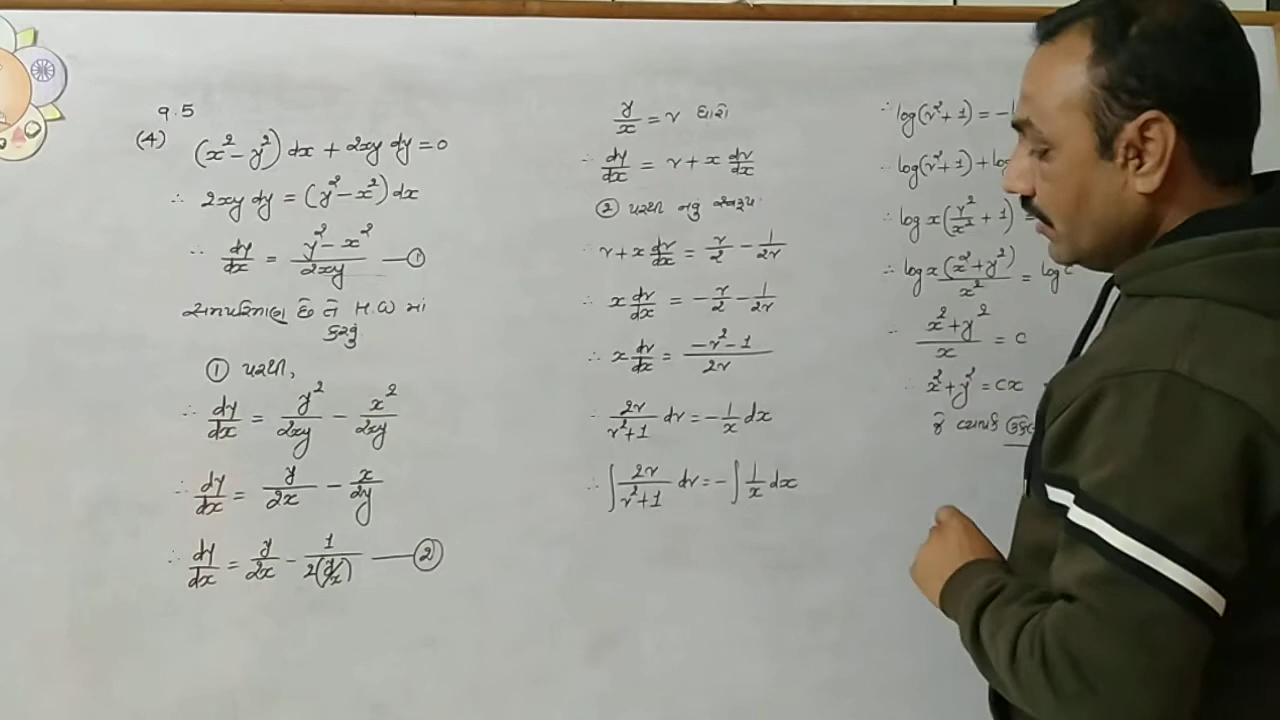 9.5
(4) (x² - y²) dx + 2xy dy = 0
∴ 2xy dy = (y² - x²) dx
∴ dy/dx = (y² - x²)/2xy —①
સમપરિમાણ છે તે H.W માં
કરવું
① પરથી,
∴ dy/dx = y²/2xy - x²/2xy
∴ dy/dx = y/2x - x/2y
∴ dy/dx = y/2x - 1/2(y/x) —②
y/x = v ધારો
∴ dy/dx = v + x dv/dx
② પરથી નવું સ્વરૂપ
∴ v + x dv/dx = v/2 - 1/2v
∴ x dv/dx = -v/2 - 1/2v
∴ x dv/dx = (-v² - 1)/2v
∴ 2v/(v²+1) dv = -1/x dx
∴ ∫ 2v/(v²+1) dv = -∫ 1/x dx
∴ log(v²+1) = -
∴ log(v²+1) +
∴ log x(y²/x² + 1) =
∴ log x(x²+y²)/x² = log c
∴ (x²+y²)/x = c
∴ x²+y² = cx
જે વ્યાપક